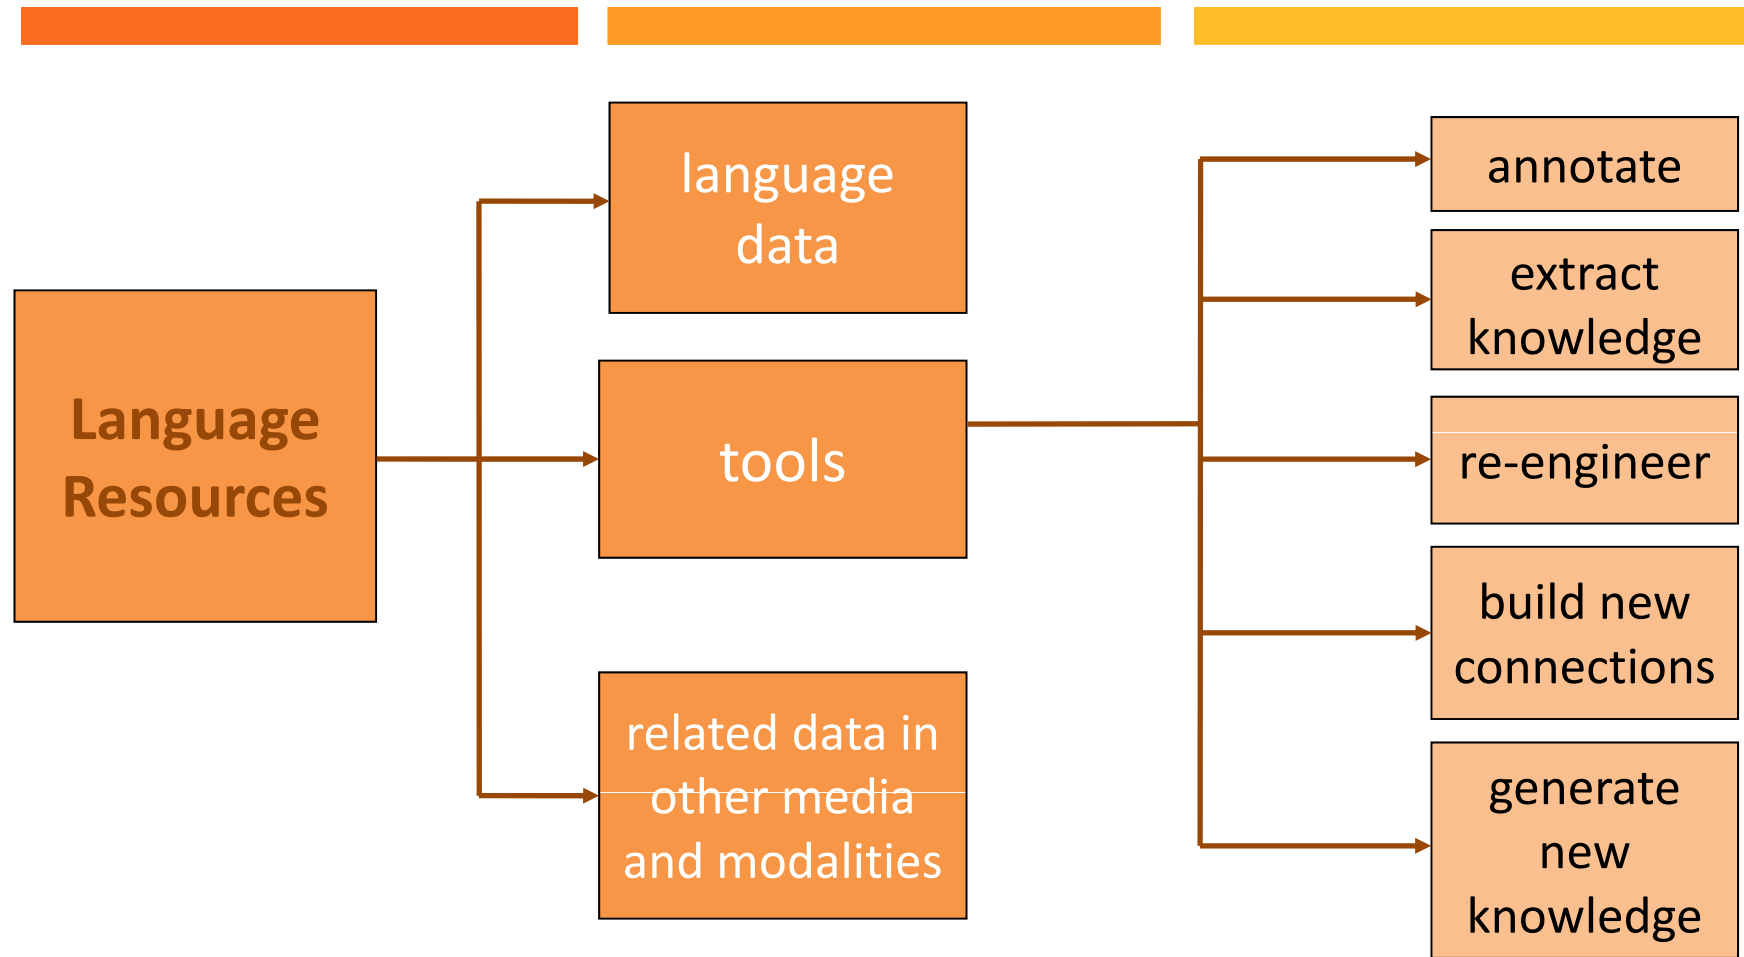 Language
Resources
language
data
tools
related data in
other media
and modalities
annotate
extract
knowledge
re-engineer
build new
connections
generate
new
knowledge